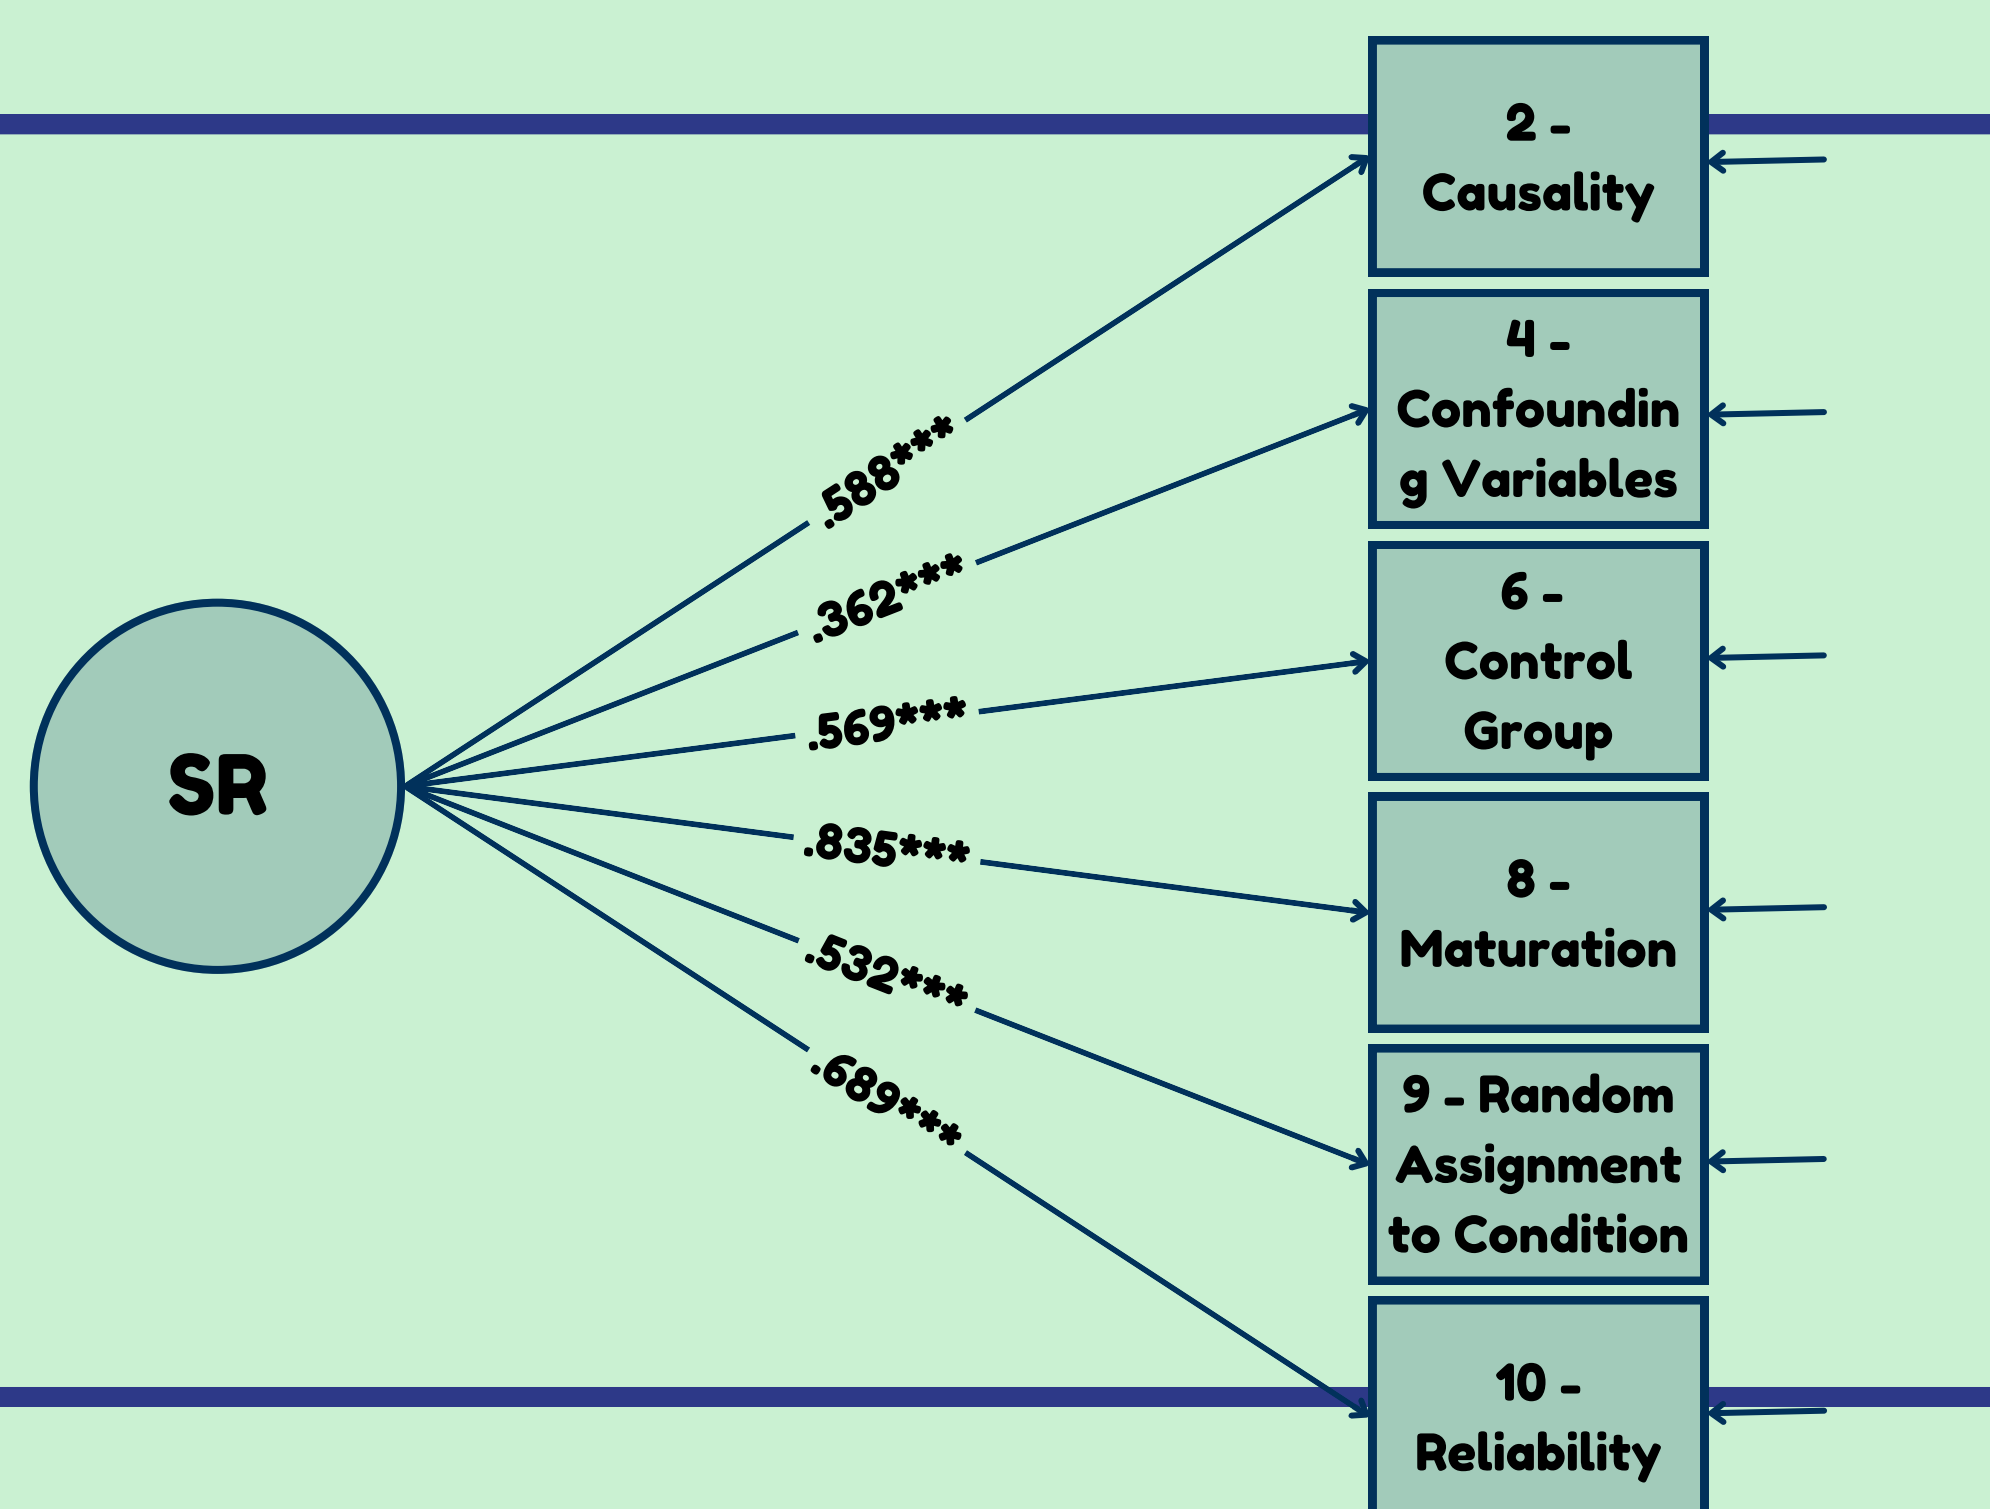 2 -
Causality
4 -
Confoundin
g Variables
6 -
Control
Group
8 -
Maturation
9 - Random
Assignment
to Condition
10 -
Reliability
SR
.588***
.362***
.569***
.835***
.532***
.689***